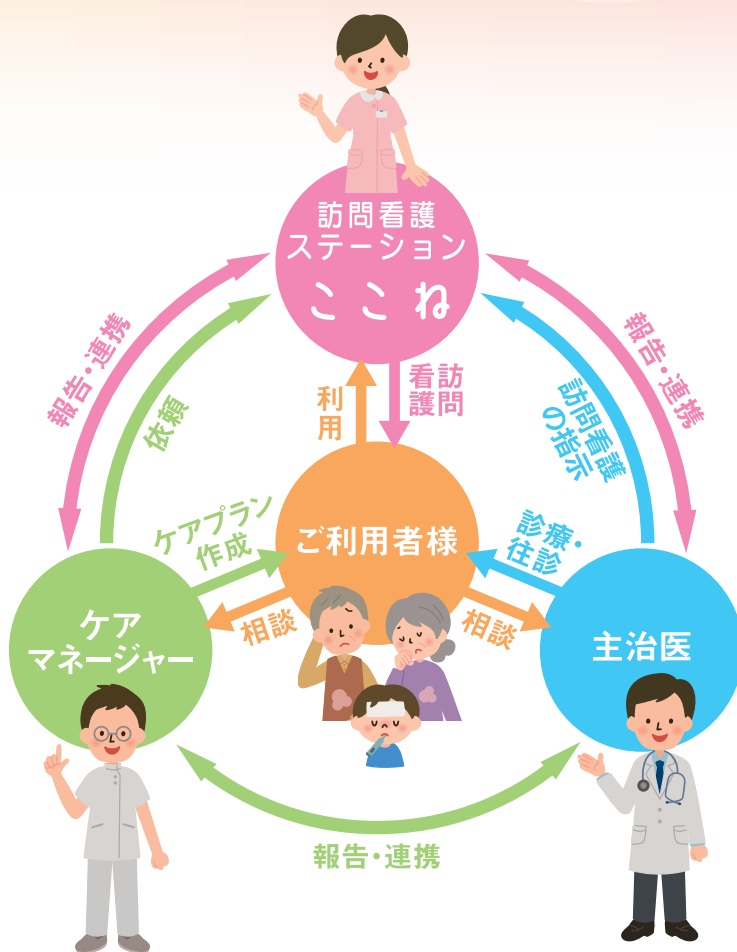 訪問看護
ステーション
ここね
報告・連携
依頼
利用
訪問
看護
訪問看護
の指示
報告・連携
ケアプラン
作成
ご利用者様
診療・
往診
相談
相談
ケア
マネージャー
主治医
報告・連携